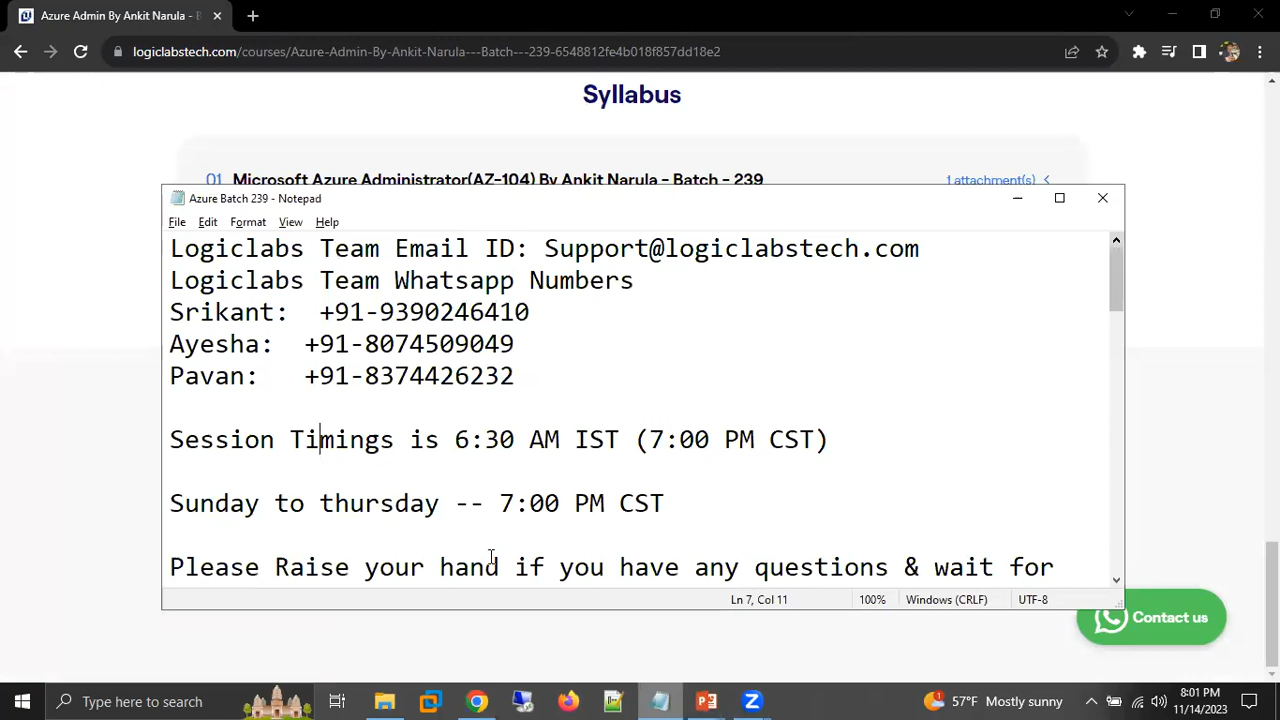 Azure Admin By Ankit Narula - B
logiclabstech.com/courses/Azure-Admin-By-Ankit-Narula---Batch---239-6548812fe4b018f857dd18e2
Syllabus
01 Microsoft Azure Administrator(AZ-104) By Ankit Narula - Batch - 239
1 attachment(s)
Azure Batch 239 - Notepad
File Edit Format View Help
Logiclabs Team Email ID: Support@logiclabstech.com
Logiclabs Team Whatsapp Numbers
Srikant: +91-9390246410
Ayesha: +91-8074509049
Pavan: +91-8374426232
Session Timings is 6:30 AM IST (7:00 PM CST)
Sunday to thursday -- 7:00 PM CST
Please Raise your hand if you have any questions & wait for
Ln 7, Col 11
100%
Windows (CRLF)
UTF-8
Contact us
Type here to search
57°F Mostly sunny
8:01 PM
11/14/2023